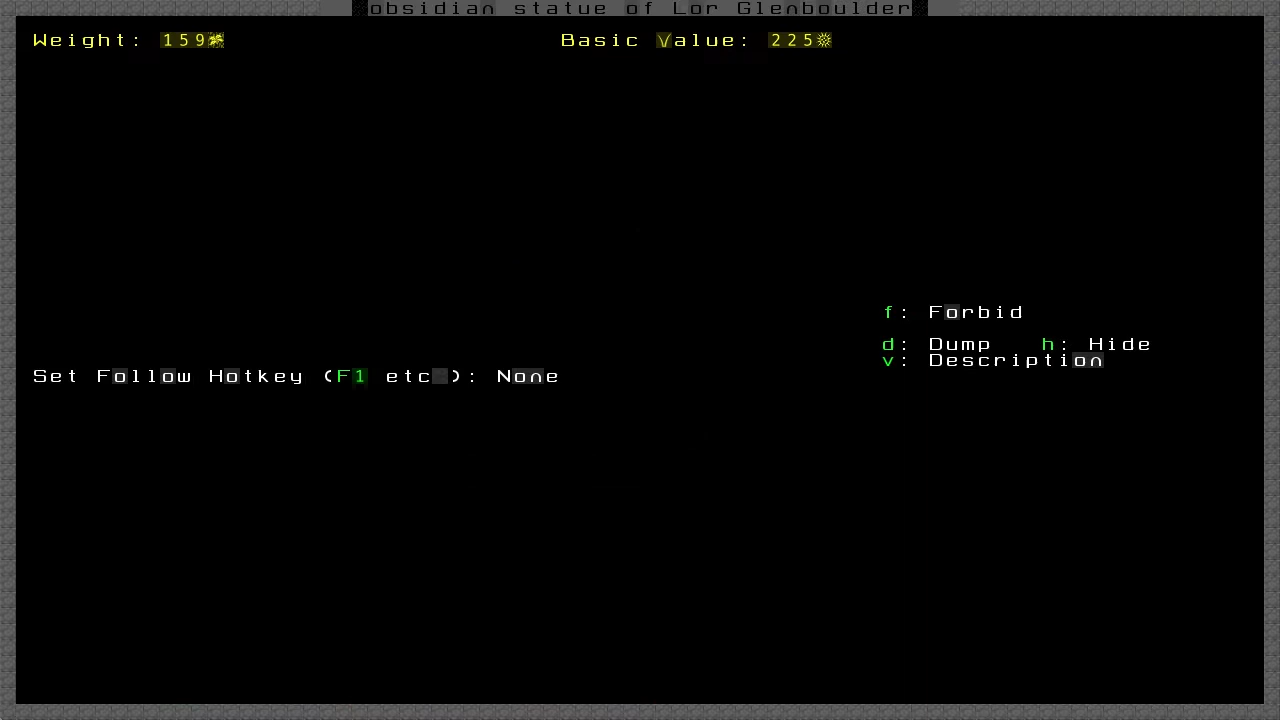 obsidian statue of Lor Glenboulder
Weight: 159 Basic Value: 225☼
f: Forbid
d: Dump h: Hide
v: Description
Set Follow Hotkey (F1 etc.): None